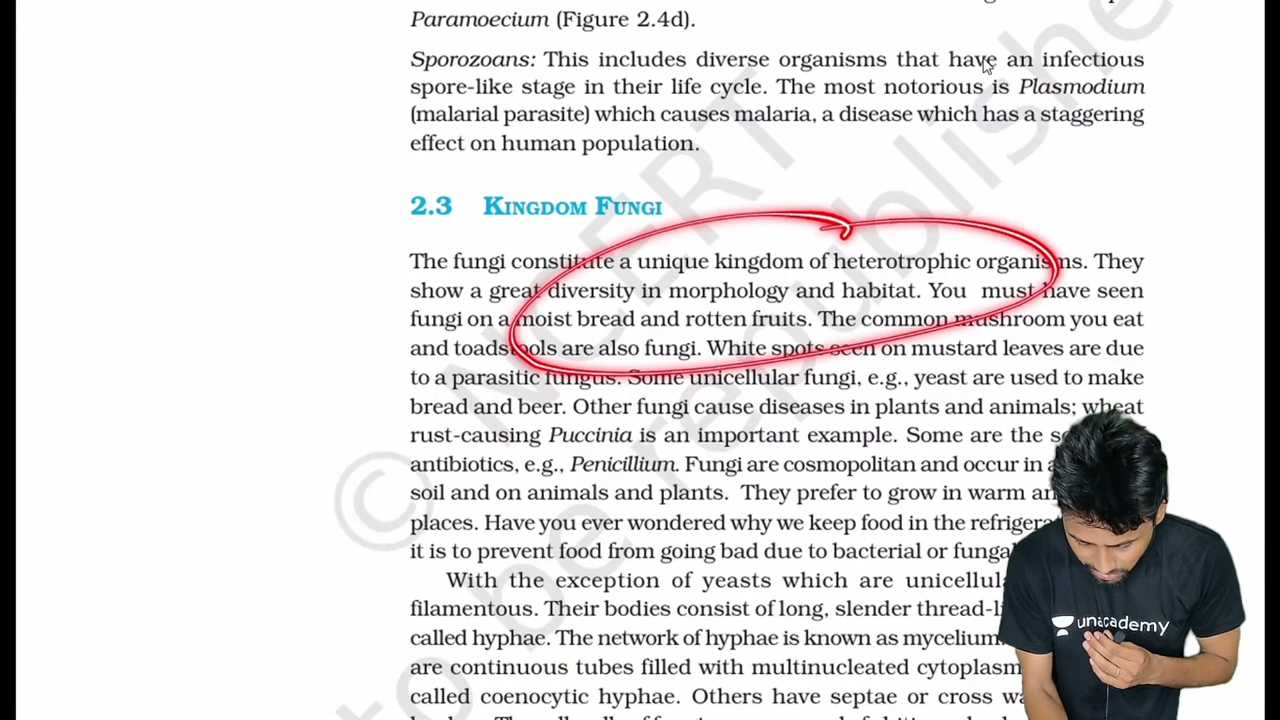 Paramoecium (Figure 2.4d).
Sporozoans: This includes diverse organisms that have an infectious
spore-like stage in their life cycle. The most notorious is Plasmodium
(malarial parasite) which causes malaria, a disease which has a staggering
effect on human population.
2.3 KINGDOM FUNGI
The fungi constitute a unique kingdom of heterotrophic organisms. They
show a great diversity in morphology and habitat. You must have seen
fungi on a moist bread and rotten fruits. The common mushroom you eat
and toadstools are also fungi. White spots seen on mustard leaves are due
to a parasitic fungus. Some unicellular fungi, e.g., yeast are used to make
bread and beer. Other fungi cause diseases in plants and animals; wheat
rust-causing Puccinia is an important example. Some are the
antibiotics, e.g., Penicillium. Fungi are cosmopolitan and occur in
soil and on animals and plants. They prefer to grow in warm
places. Have you ever wondered why we keep food in the
it is to prevent food from going bad due to bacterial or
With the exception of yeasts which are
filamentous. Their bodies consist of long, slender
called hyphae. The network of hyphae is known as mycelium.
are continuous tubes filled with multinucleated cytoplasm
called coenocytic hyphae. Others have septae or cross
© NCERT
to be republished
unacademy